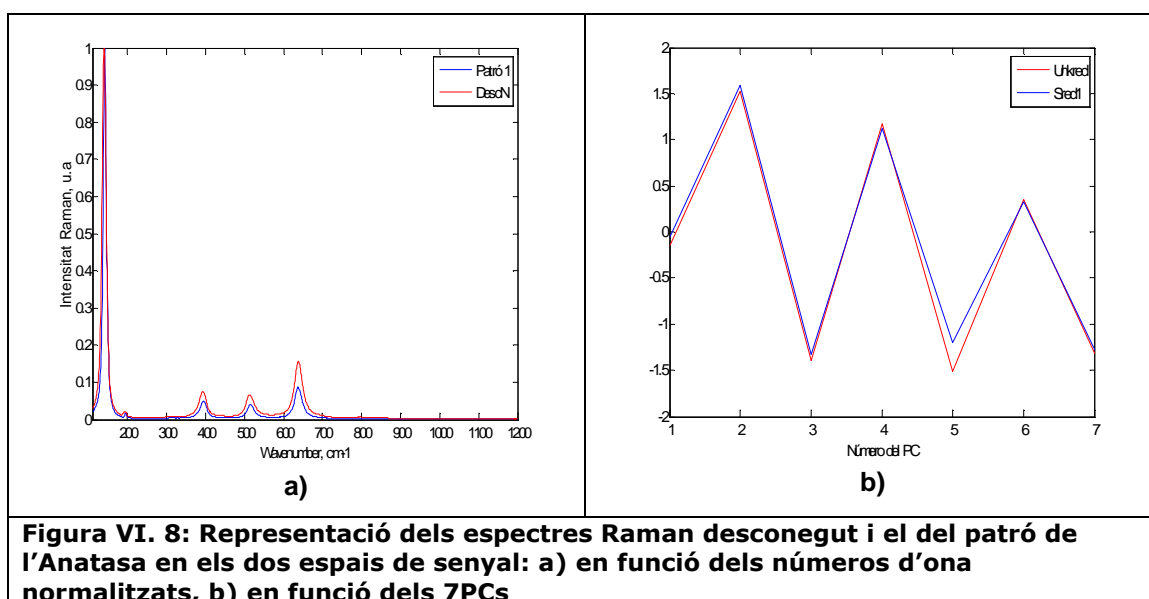 1
0.9
0.8
0.7
0.6
0.5
0.4
0.3
0.2
0.1
0
Intensitat Raman, u.a
200 300 400 500 600 700 800 900 1000 1100 1200
Wavenumber, cm-1
Patró 1
DescN
a)
2
1.5
1
0.5
0
-0.5
-1
-1.5
-2
1 2 3 4 5 6 7
Número del PC
Unkred
Sred1
b)
Figura VI. 8: Representació dels espectres Raman desconegut i el del patró de
l’Anatasa en els dos espais de senyal: a) en funció dels números d’ona
normalitzats, b) en funció dels 7PCs